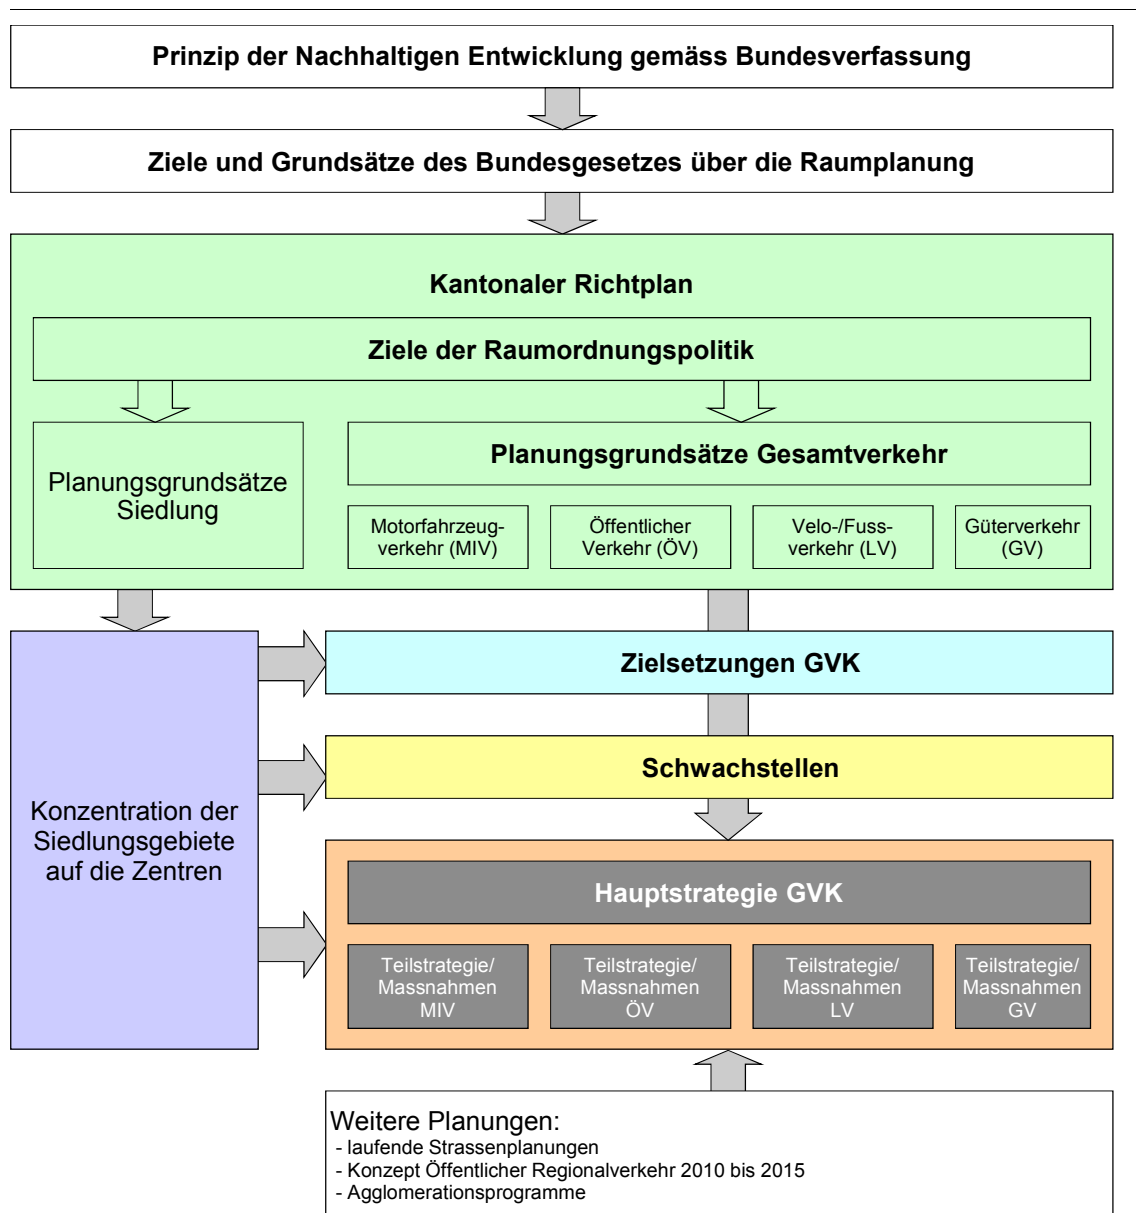 Prinzip der Nachhaltigen Entwicklung gemäss Bundesverfassung
Ziele und Grundsätze des Bundesgesetzes über die Raumplanung
Kantonaler Richtplan
Ziele der Raumordnungspolitik
Planungsgrundsätze
Siedlung
Planungsgrundsätze Gesamtverkehr
Motorfahrzeug-
verkehr (MIV)
Öffentlicher
Verkehr (ÖV)
Velo-/Fuss-
verkehr (LV)
Güterverkehr
(GV)
Konzentration der
Siedlungsgebiete
auf die Zentren
Zielsetzungen GVK
Schwachstellen
Hauptstrategie GVK
Teilstrategie/
Massnahmen
MIV
Teilstrategie/
Massnahmen
ÖV
Teilstrategie/
Massnahmen
LV
Teilstrategie/
Massnahmen
GV
Weitere Planungen:
- laufende Strassenplanungen
- Konzept Öffentlicher Regionalverkehr 2010 bis 2015
- Agglomerationsprogramme